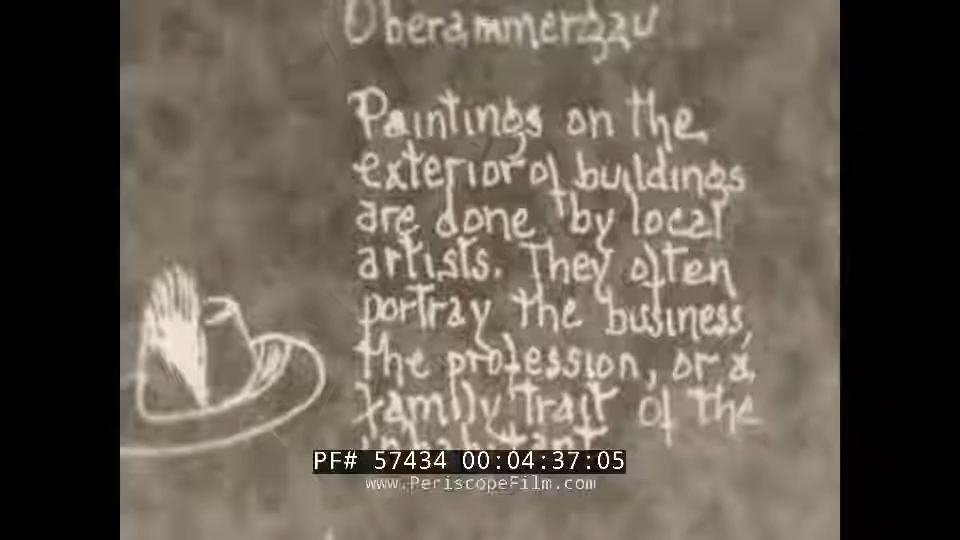 Oberammergau
Paintings on the
exterior of buildings
are done by local
artists. They often
portray the business,
the profession, or a
family trait of the
inhabitant
PF# 57434 00:04:37:05
www.PeriscopeFilm.com